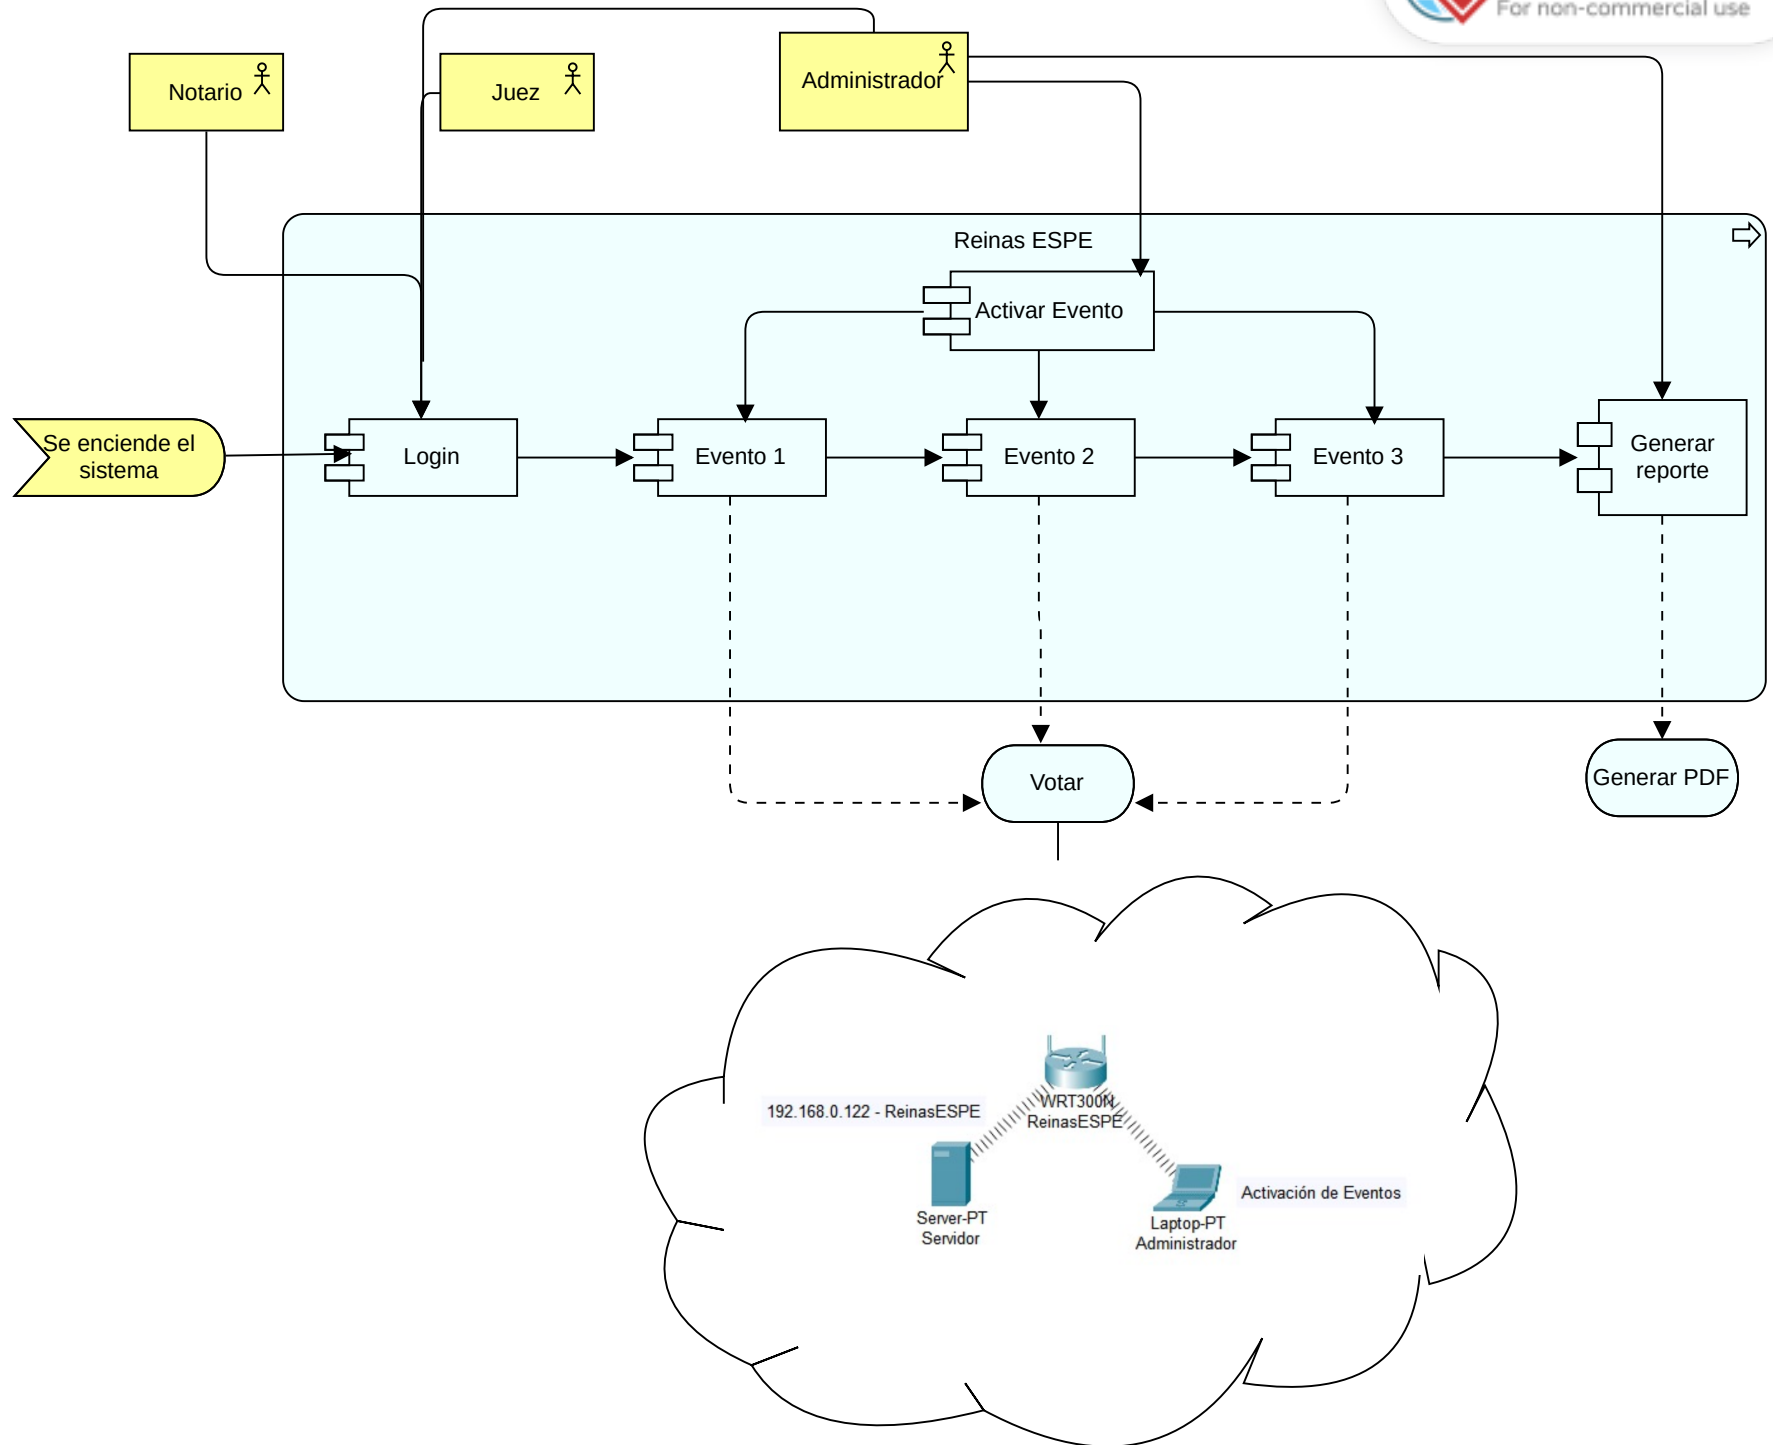 For non-commercial use
Notario
Juez
Administrador
Reinas ESPE
Activar Evento
Se enciende el
sistema
Login
Evento 1
Evento 2
Evento 3
Generar
reporte
Votar
Generar PDF
WRT300N
ReinasESPE
192.168.0.122 - ReinasESPE
Server-PT
Servidor
Laptop-PT
Administrador
Activación de Eventos